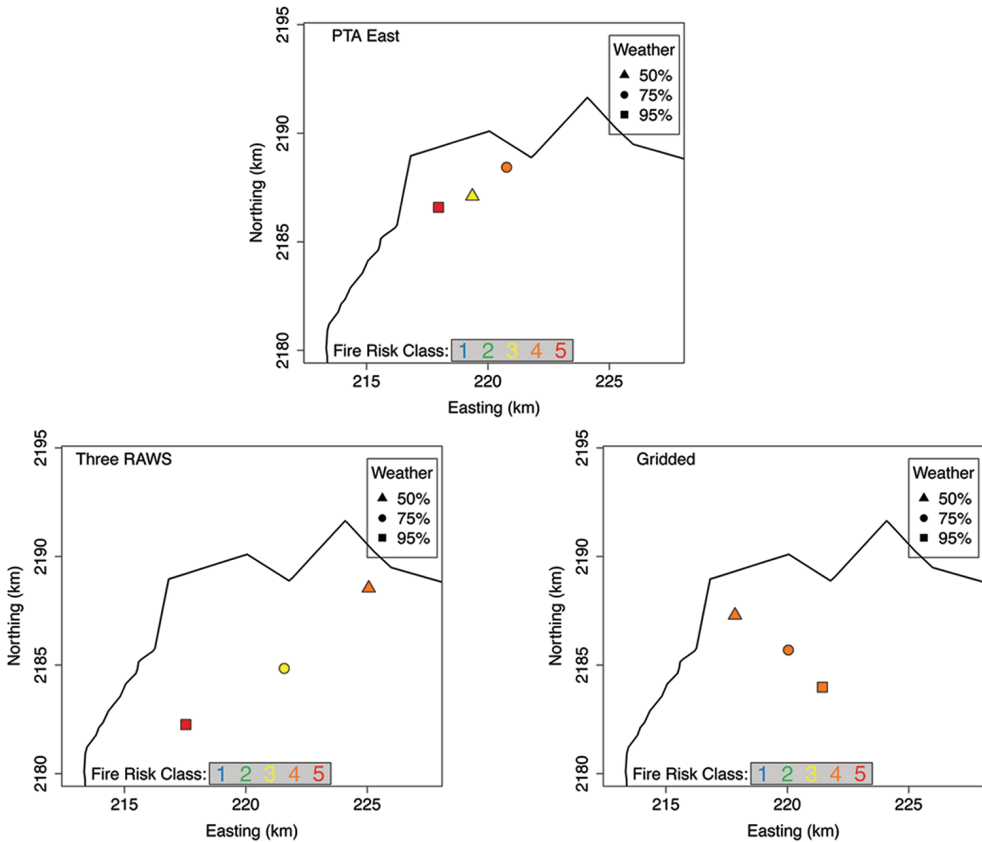 PTA East
Weather
50%
75%
95%
2195
2190
2185
2180
Northing (km)
Fire Risk Class: 1 2 3 4 5
215 220 225
Easting (km)
Three RAWS
Weather
50%
75%
95%
2195
2190
2185
2180
Northing (km)
Fire Risk Class: 1 2 3 4 5
215 220 225
Easting (km)
Gridded
Weather
50%
75%
95%
2195
2190
2185
2180
Northing (km)
Fire Risk Class: 1 2 3 4 5
215 220 225
Easting (km)